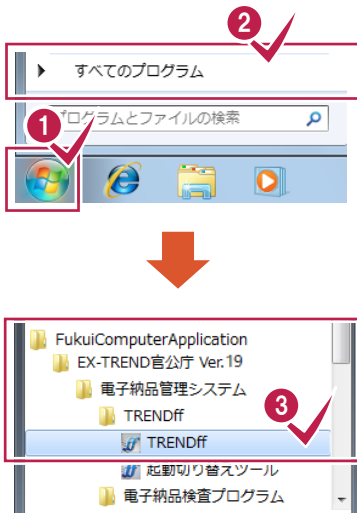 2
すべてのプログラム
プログラムとファイルの検索
1
FukuiComputerApplication
EX-TREND官公庁 Ver.19
電子納品管理システム
TRENDff
3
TRENDff
起動切り替えツール
電子納品検査プログラム